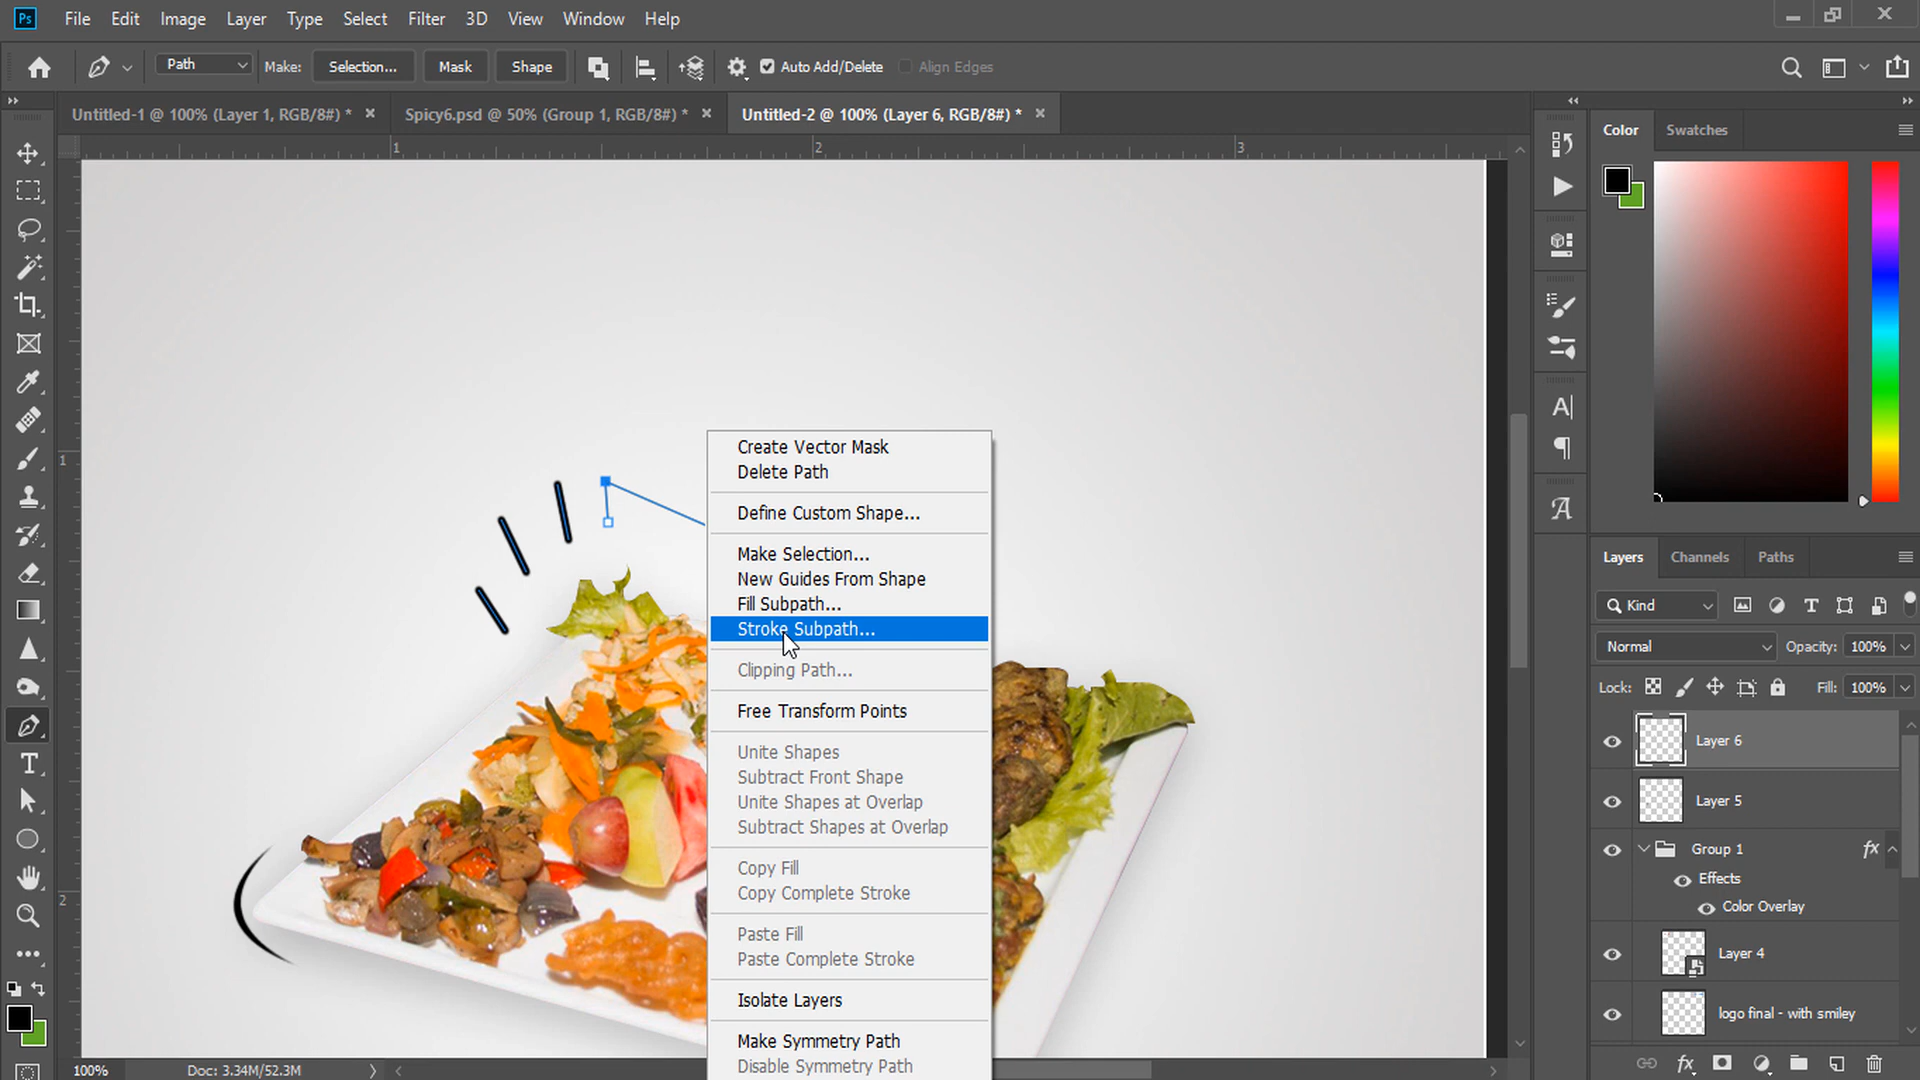 Ps File Edit Image Layer Type Select Filter 3D View Window Help
Path Make: Selection... Mask Shape Auto Add/Delete Align Edges
Untitled-1 @ 100% (Layer 1, RGB/8#) * Spicy6.psd @ 50% (Group 1, RGB/8#) * Untitled-2 @ 100% (Layer 6, RGB/8#) *
1 2 3
1
2
Create Vector Mask
Delete Path
Define Custom Shape...
Make Selection...
New Guides From Shape
Fill Subpath...
Stroke Subpath...
Clipping Path...
Free Transform Points
Unite Shapes
Subtract Front Shape
Unite Shapes at Overlap
Subtract Shapes at Overlap
Copy Fill
Copy Complete Stroke
Paste Fill
Paste Complete Stroke
Isolate Layers
Make Symmetry Path
Disable Symmetry Path
Color Swatches
Layers Channels Paths
Kind
Normal Opacity: 100%
Lock: Fill: 100%
Layer 6
Layer 5
Group 1 fx
Effects
Color Overlay
Layer 4
logo final - with smiley
100% Doc: 3.34M/52.3M